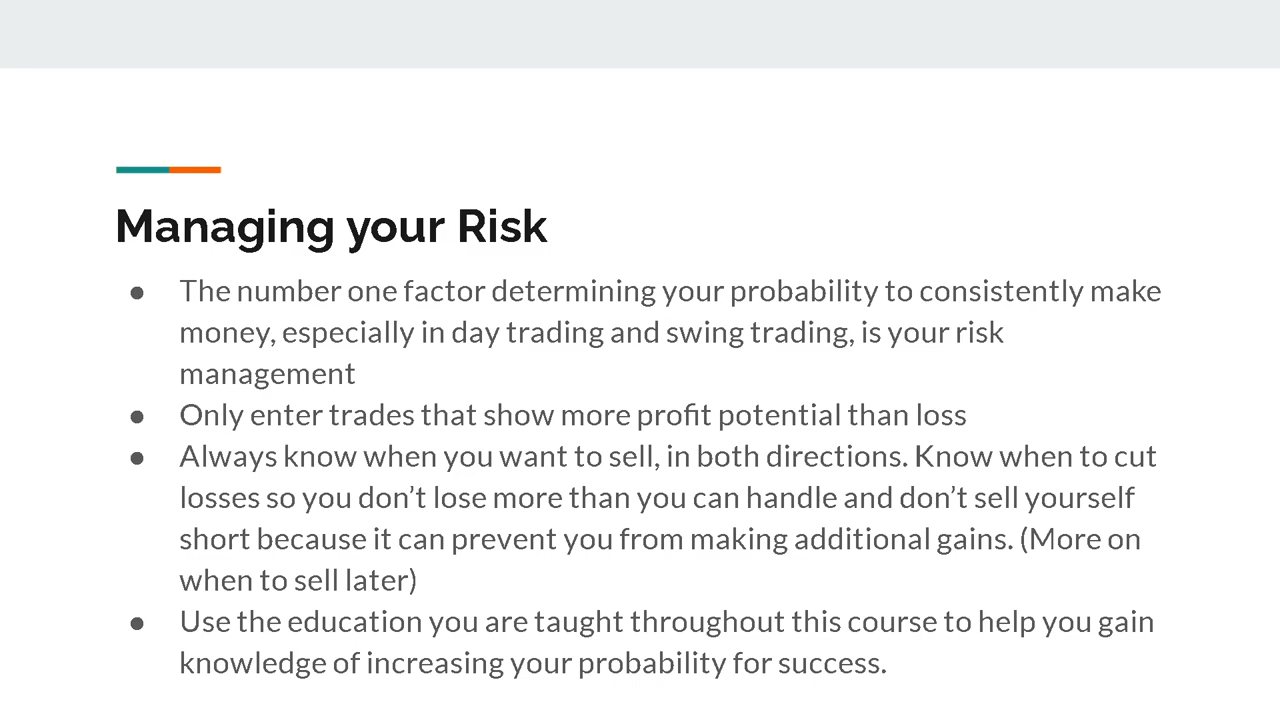 Managing your Risk
● The number one factor determining your probability to consistently make
money, especially in day trading and swing trading, is your risk
management
● Only enter trades that show more profit potential than loss
● Always know when you want to sell, in both directions. Know when to cut
losses so you don’t lose more than you can handle and don’t sell yourself
short because it can prevent you from making additional gains. (More on
when to sell later)
● Use the education you are taught throughout this course to help you gain
knowledge of increasing your probability for success.